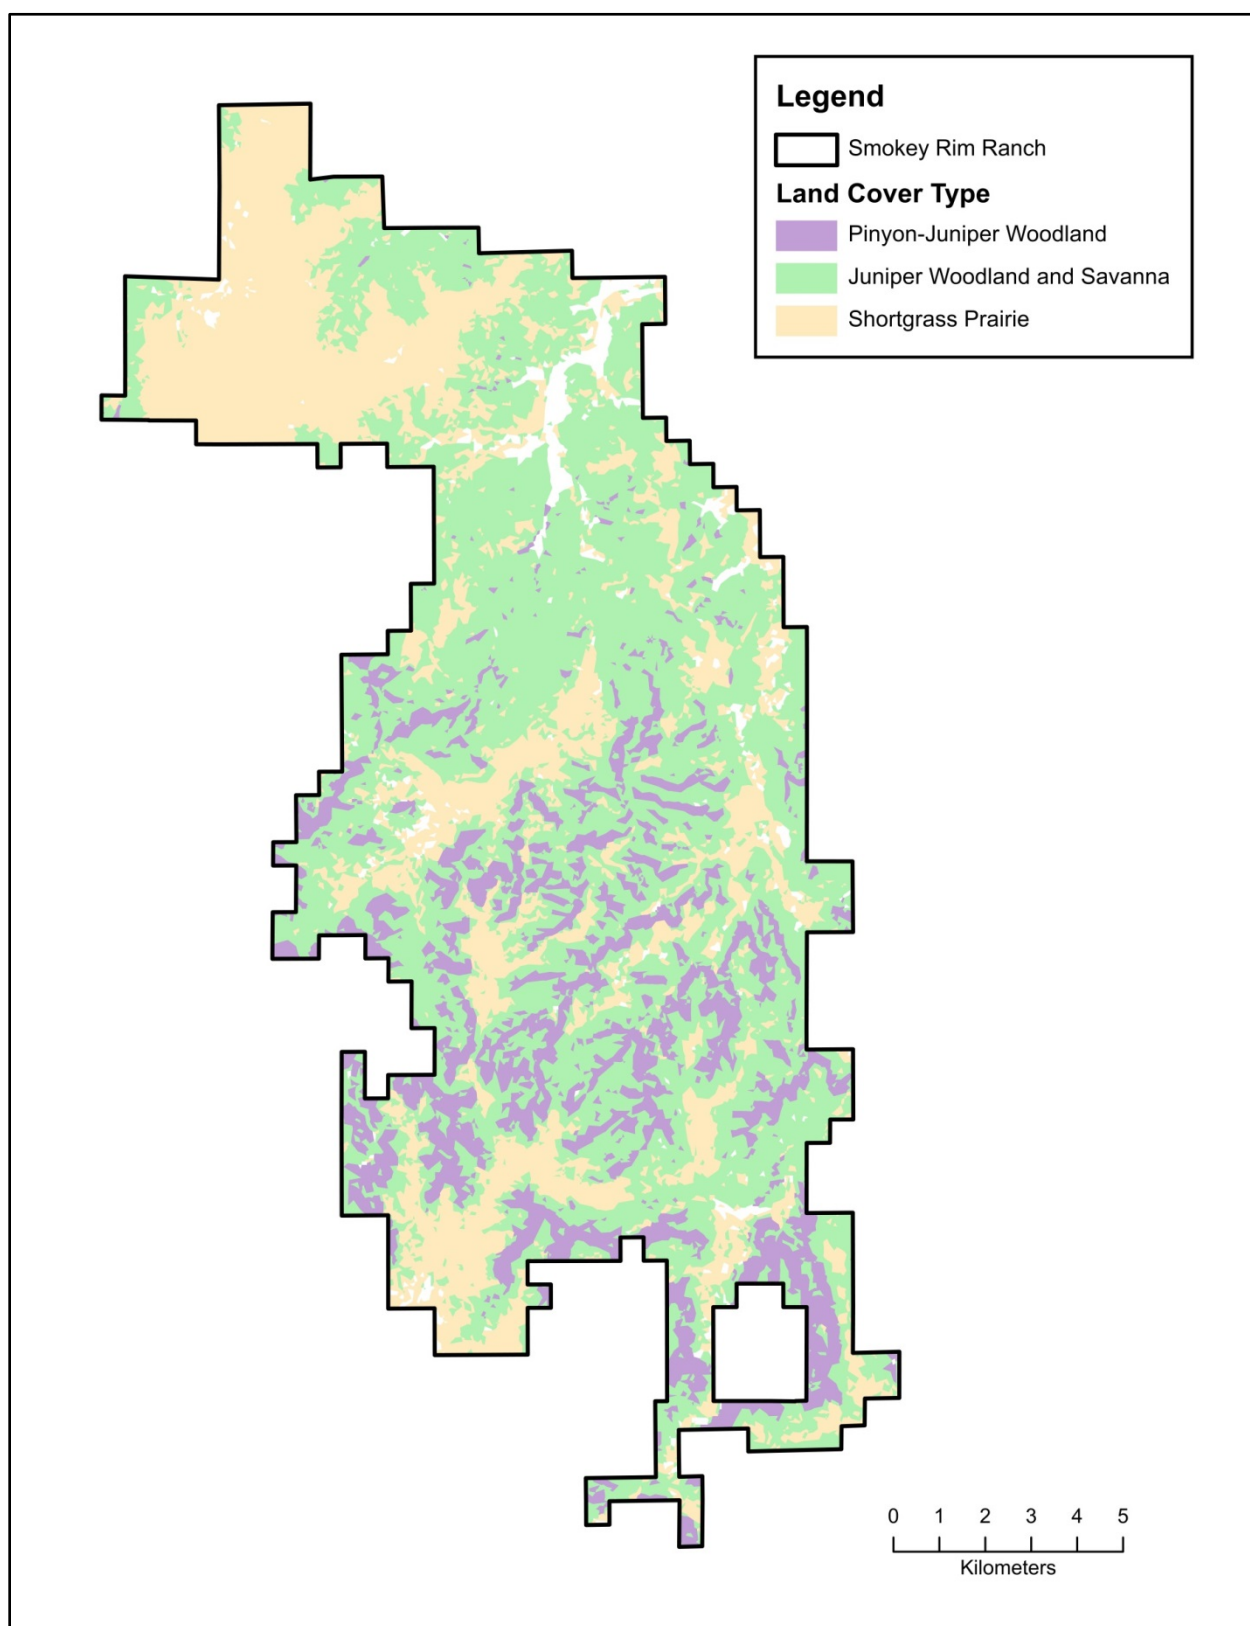 Legend
Smokey Rim Ranch
Land Cover Type
Pinyon-Juniper Woodland
Juniper Woodland and Savanna
Shortgrass Prairie
0 1 2 3 4 5
Kilometers